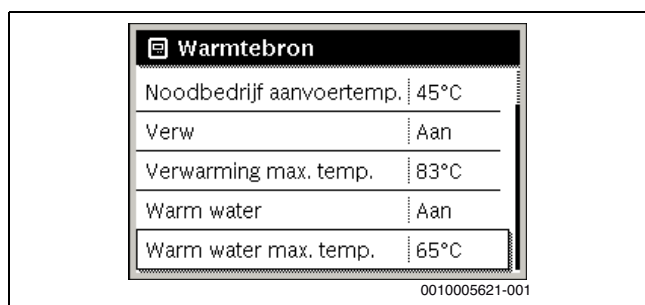 Warmtebron
Noodbedrijf aanvoertemp. 45°C
Verw Aan
Verwarming max. temp. 83°C
Warm water Aan
Warm water max. temp. 65°C
0010005621-001